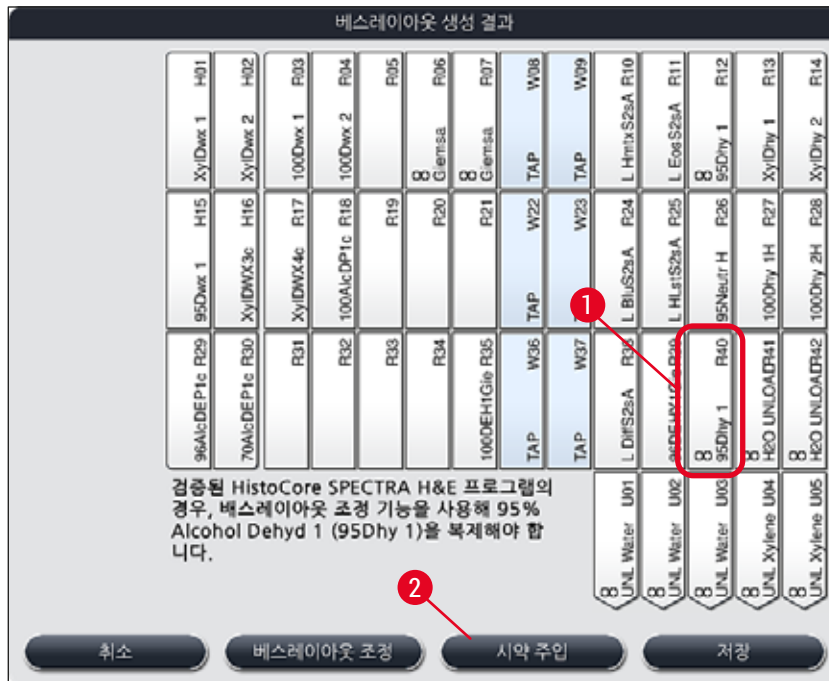 베스레이아웃 생성 결과
XylDwx 1 H01
XylDwx 2 H02
100Dwx 1 R03
100Dwx 2 R04
R05
∞ Giemsa R06
∞ Giemsa R07
TAP W08
TAP W09
L HmtxS2sA R10
L EosS2sA R11
∞ 95Dhy 1 R12
XylDhy 1 R13
XylDhy 2 R14
95Dwx 1 H15
XylDWX3c H16
XylDWX4c R17
100AlcDP1c R18
R19
R20
R21
TAP W22
TAP W23
L BluS2sA R24
L HLstS2sA R25
95Neutr H R26
100Dhy 1H R27
100Dhy 2H R28
1
96AlcDEP1c R29
70AlcDEP1c R30
R31
R32
R33
R34
100DEH1Gie R35
TAP W36
TAP W37
L DiffS2sA R38
96DEHY1Gie R39
∞ 95Dhy 1 R40
∞ H2O UNLOAD R41
∞ H2O UNLOAD R42
검증된 HistoCore SPECTRA H&E 프로그램의
경우, 배스레이아웃 조정 기능을 사용해 95%
Alcohol Dehyd 1 (95Dhy 1)을 복제해야 합
니다.
∞ UNL Water U01
UNL Water U02
∞ UNL Water U03
∞ UNL Xylene U04
∞ UNL Xylene U05
2
취소
베스레이아웃 조정
시약 주입
저장